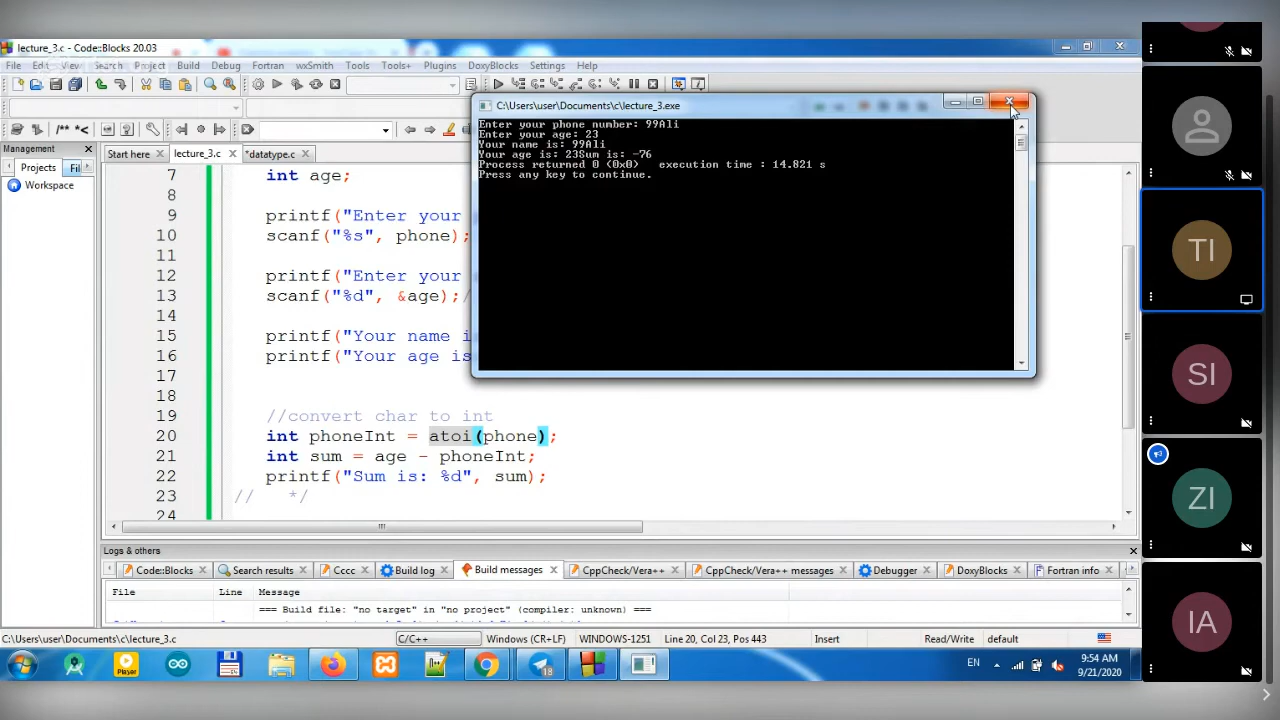 lecture_3.c - Code::Blocks 20.03
File Edit View Search Project Build Debug Fortran wxSmith Tools Tools+ Plugins DoxyBlocks Settings Help
/** *<
Management
Projects Fil
Workspace
Start here lecture_3.c *datatype.c
7 int age;
8
9 printf("Enter your
10 scanf("%s", phone);
11
12 printf("Enter your
13 scanf("%d", &age);/
14
15 printf("Your name i
16 printf("Your age is
17
18
19 //convert char to int
20 int phoneInt = atoi(phone);
21 int sum = age - phoneInt;
22 printf("Sum is: %d", sum);
23 // */
24
C:\Users\user\Documents\c\lecture_3.exe
Enter your phone number: 99Ali
Enter your age: 23
Your name is: 99Ali
Your age is: 23Sum is: -76
Process returned 0 (0x0) execution time : 14.821 s
Press any key to continue.
Logs & others
Code::Blocks Search results Cccc Build log Build messages CppCheck/Vera++ CppCheck/Vera++ messages Debugger DoxyBlocks Fortran info
File Line Message
=== Build file: "no target" in "no project" (compiler: unknown) ===
C:\Users\user\Documents\c\lecture_3.c C/C++ Windows (CR+LF) WINDOWS-1251 Line 20, Col 23, Pos 443 Insert Read/Write default
Player
18
EN
9:54 AM
9/21/2020
TI
SI
ZI
IA